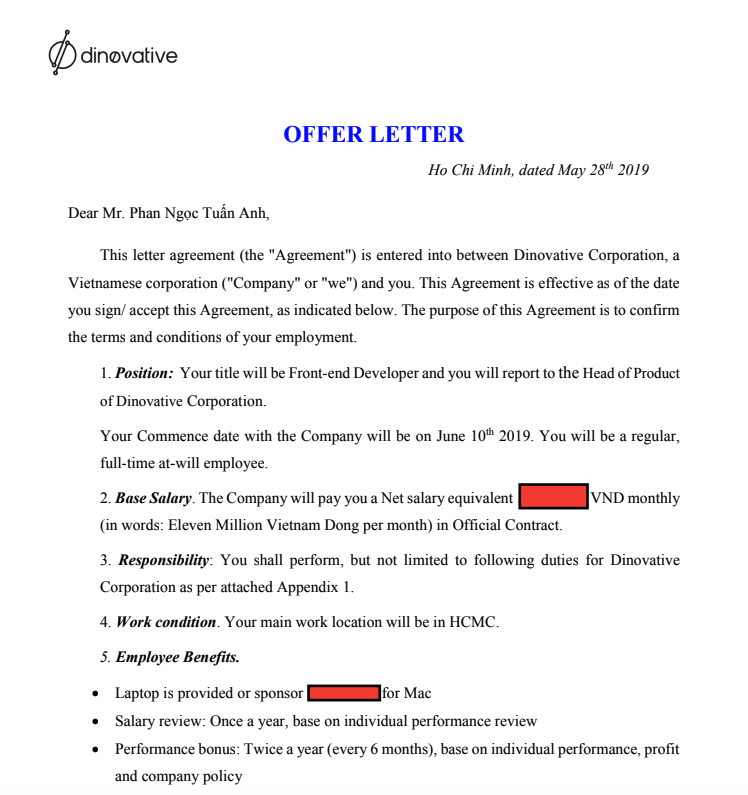 dinovative
OFFER LETTER
Ho Chi Minh, dated May 28th 2019
Dear Mr. Phan Ngọc Tuấn Anh,
This letter agreement (the "Agreement") is entered into between Dinovative Corporation, a
Vietnamese corporation ("Company" or "we") and you. This Agreement is effective as of the date
you sign/ accept this Agreement, as indicated below. The purpose of this Agreement is to confirm
the terms and conditions of your employment.
1. Position: Your title will be Front-end Developer and you will report to the Head of Product
of Dinovative Corporation.
Your Commence date with the Company will be on June 10th 2019. You will be a regular,
full-time at-will employee.
2. Base Salary. The Company will pay you a Net salary equivalent VND monthly
(in words: Eleven Million Vietnam Dong per month) in Official Contract.
3. Responsibility: You shall perform, but not limited to following duties for Dinovative
Corporation as per attached Appendix 1.
4. Work condition. Your main work location will be in HCMC.
5. Employee Benefits.
• Laptop is provided or sponsor for Mac
• Salary review: Once a year, base on individual performance review
• Performance bonus: Twice a year (every 6 months), base on individual performance, profit
and company policy